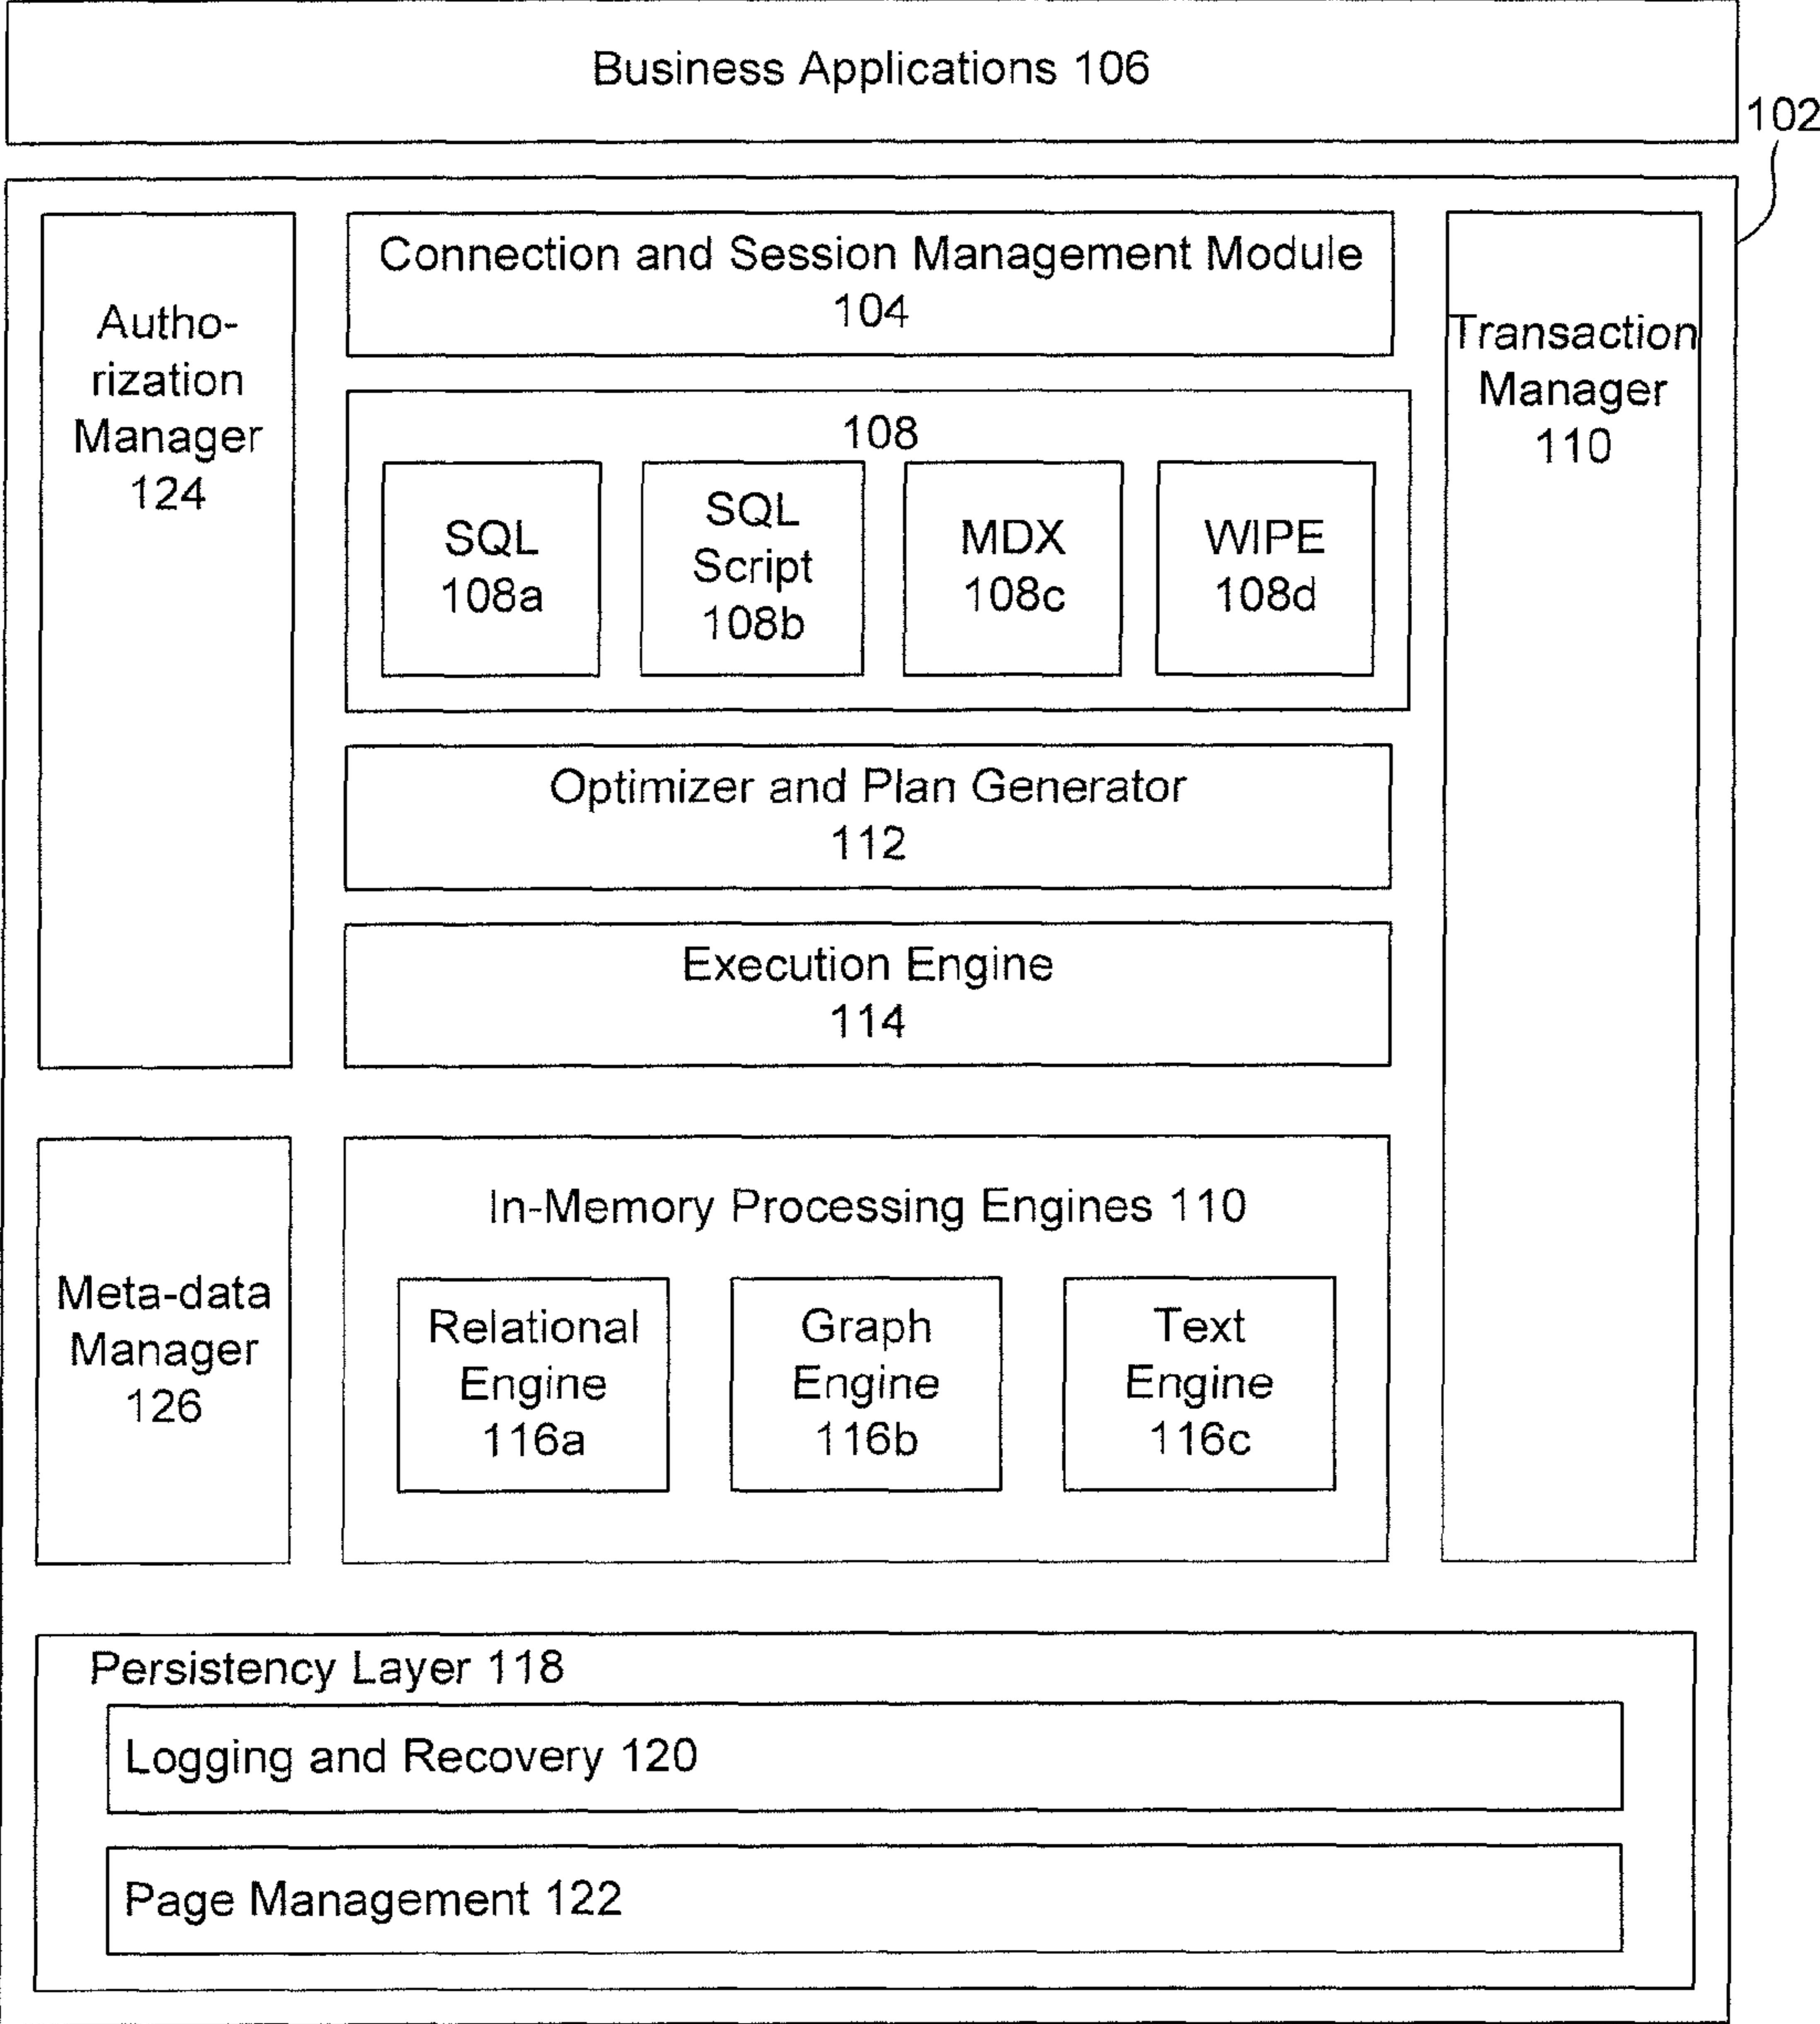 Business Applications 106
102
Autho-
rization
Manager
124
Connection and Session Management Module
104
Transaction
Manager
110
108
SQL
108a
SQL
Script
108b
MDX
108c
WIPE
108d
Optimizer and Plan Generator
112
Execution Engine
114
Meta-data
Manager
126
In-Memory Processing Engines 110
Relational
Engine
116a
Graph
Engine
116b
Text
Engine
116c
Persistency Layer 118
Logging and Recovery 120
Page Management 122